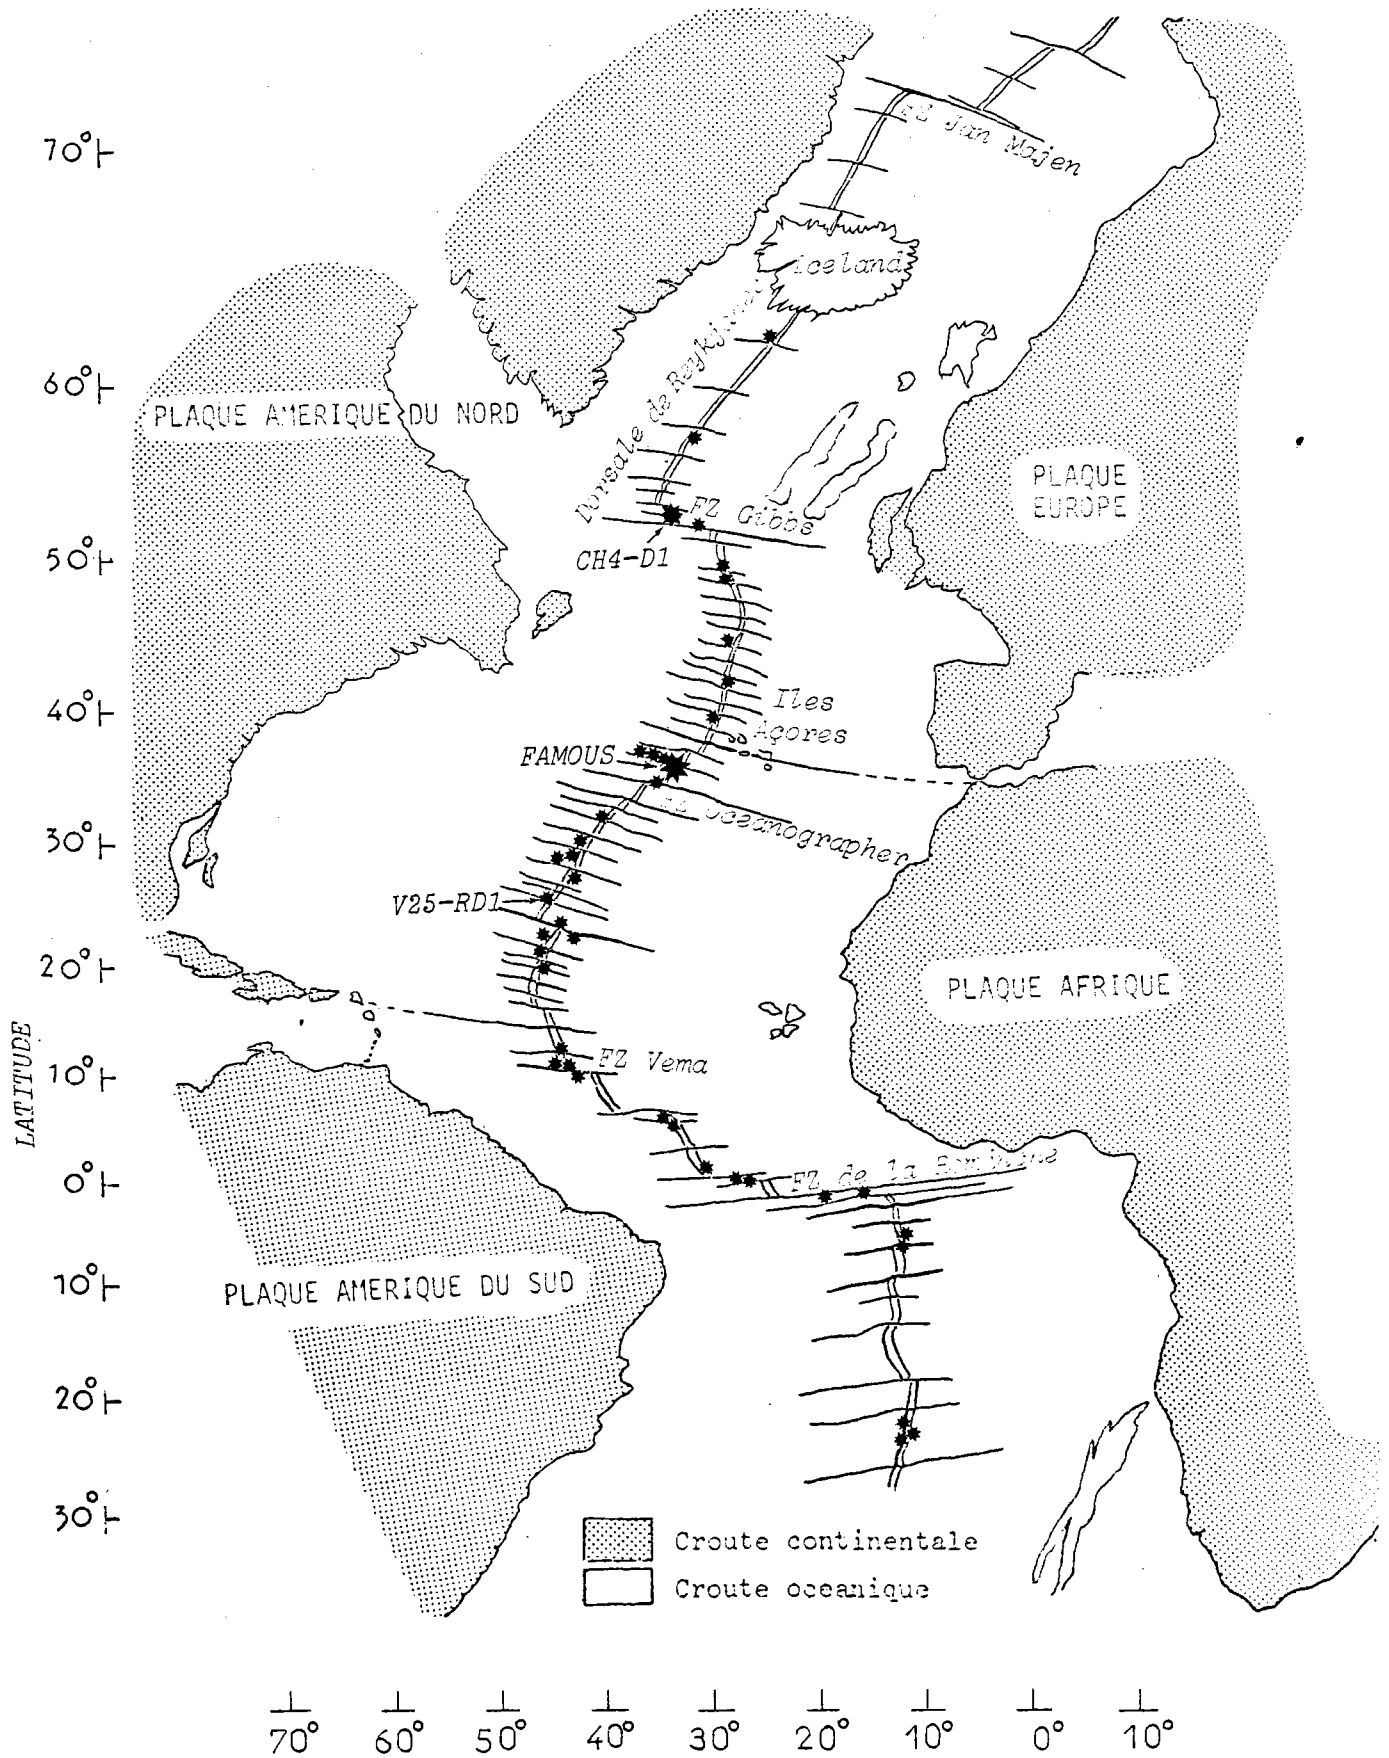 70°
FZ Jan Majen
Iceland
60°
PLAQUE AMERIQUE DU NORD
Dorsale de
PLAQUE
EUROPE
FZ Gibbs
50°
CH4-D1
40°
Iles
Açores
FAMOUS
FZ Oceanographer
30°
V25-RD1
20°
PLAQUE AFRIQUE
LATITUDE
FZ Vema
10°
0°
FZ de la
10°
PLAQUE AMERIQUE DU SUD
20°
30°
Croute continentale
Croute oceanique
70° 60° 50° 40° 30° 20° 10° 0° 10°